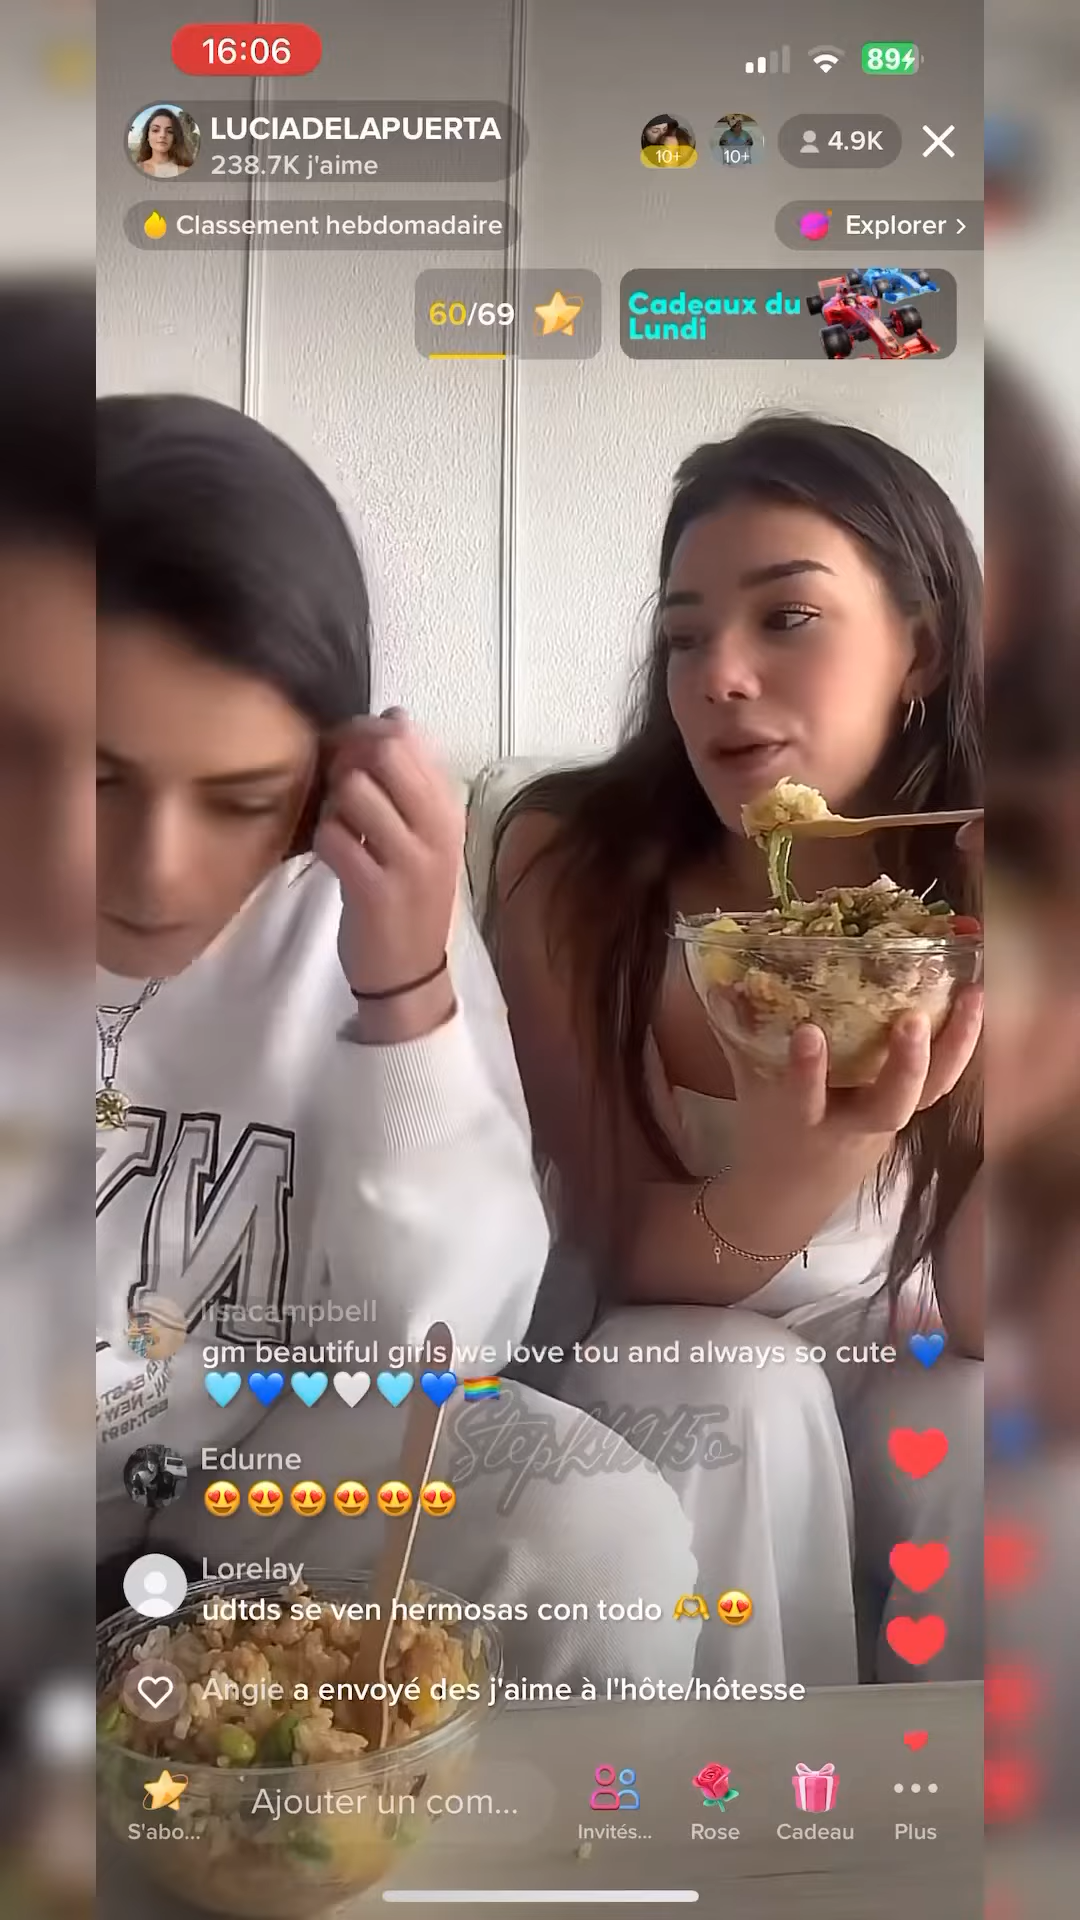 16:06
89
LUCIADELAPUERTA
238.7K j'aime
10+
10+
4.9K
Classement hebdomadaire
Explorer >
60/69
Cadeaux du
Lundi
lisacampbell
gm beautiful girls we love tou and always so cute 💙
🩵💙🩵🤍🩵💙🏳️‍🌈
Steph1915o
Edurne
😍😍😍😍😍😍
Lorelay
udtds se ven hermosas con todo 🫶😍
Angie a envoyé des j'aime à l'hôte/hôtesse
S'abo...
Ajouter un com...
Invités...
Rose
Cadeau
Plus